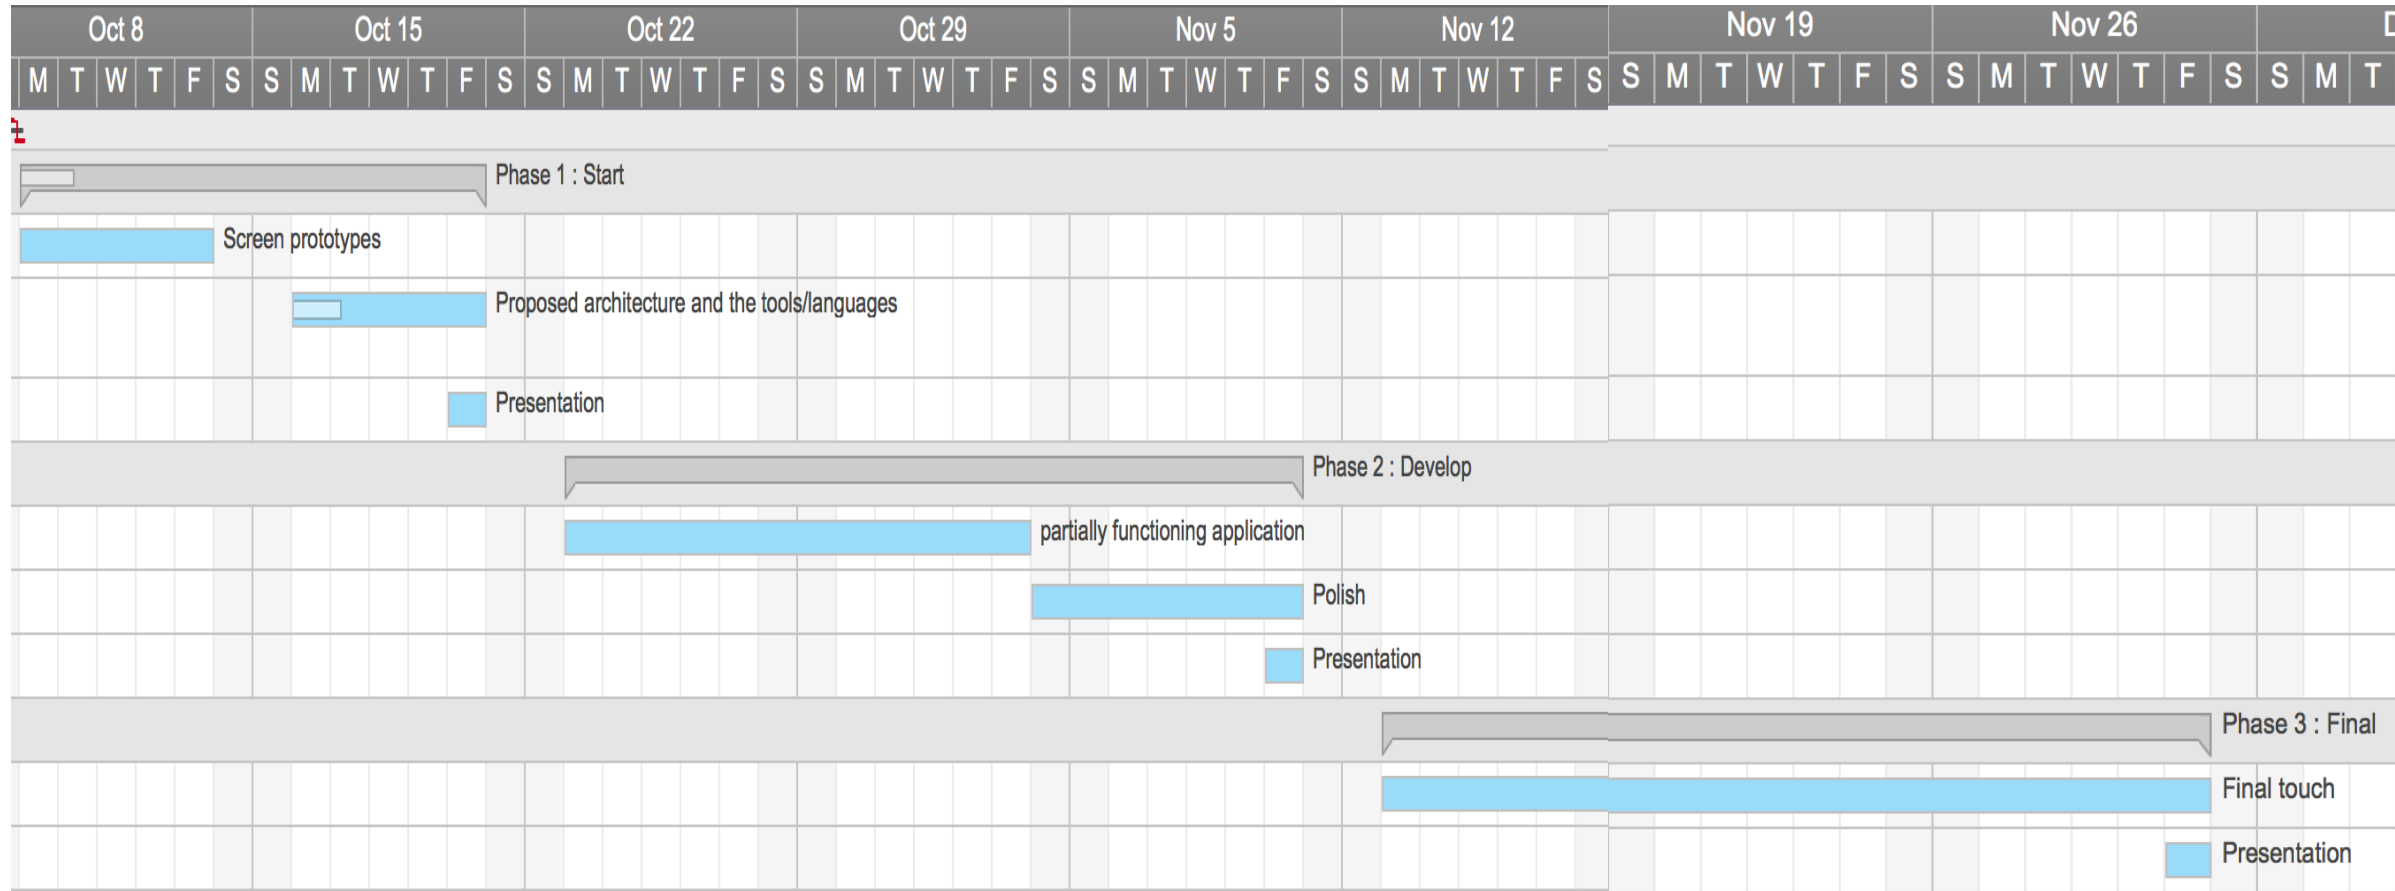 Oct 8 Oct 15 Oct 22 Oct 29 Nov 5 Nov 12 Nov 19 Nov 26
M T W T F S S M T W T F S S M T W T F S S M T W T F S S M T W T F S S M T W T F S S M T W T F S S M T W T F S S M T
Phase 1 : Start
Screen prototypes
Proposed architecture and the tools/languages
Presentation
Phase 2 : Develop
partially functioning application
Polish
Presentation
Phase 3 : Final
Final touch
Presentation